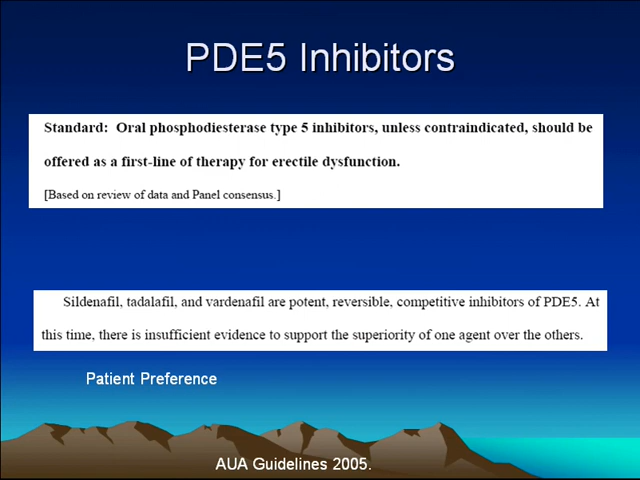 PDE5 Inhibitors
Standard: Oral phosphodiesterase type 5 inhibitors, unless contraindicated, should be
offered as a first-line of therapy for erectile dysfunction.
[Based on review of data and Panel consensus.]
Sildenafil, tadalafil, and vardenafil are potent, reversible, competitive inhibitors of PDE5. At
this time, there is insufficient evidence to support the superiority of one agent over the others.
Patient Preference
AUA Guidelines 2005.